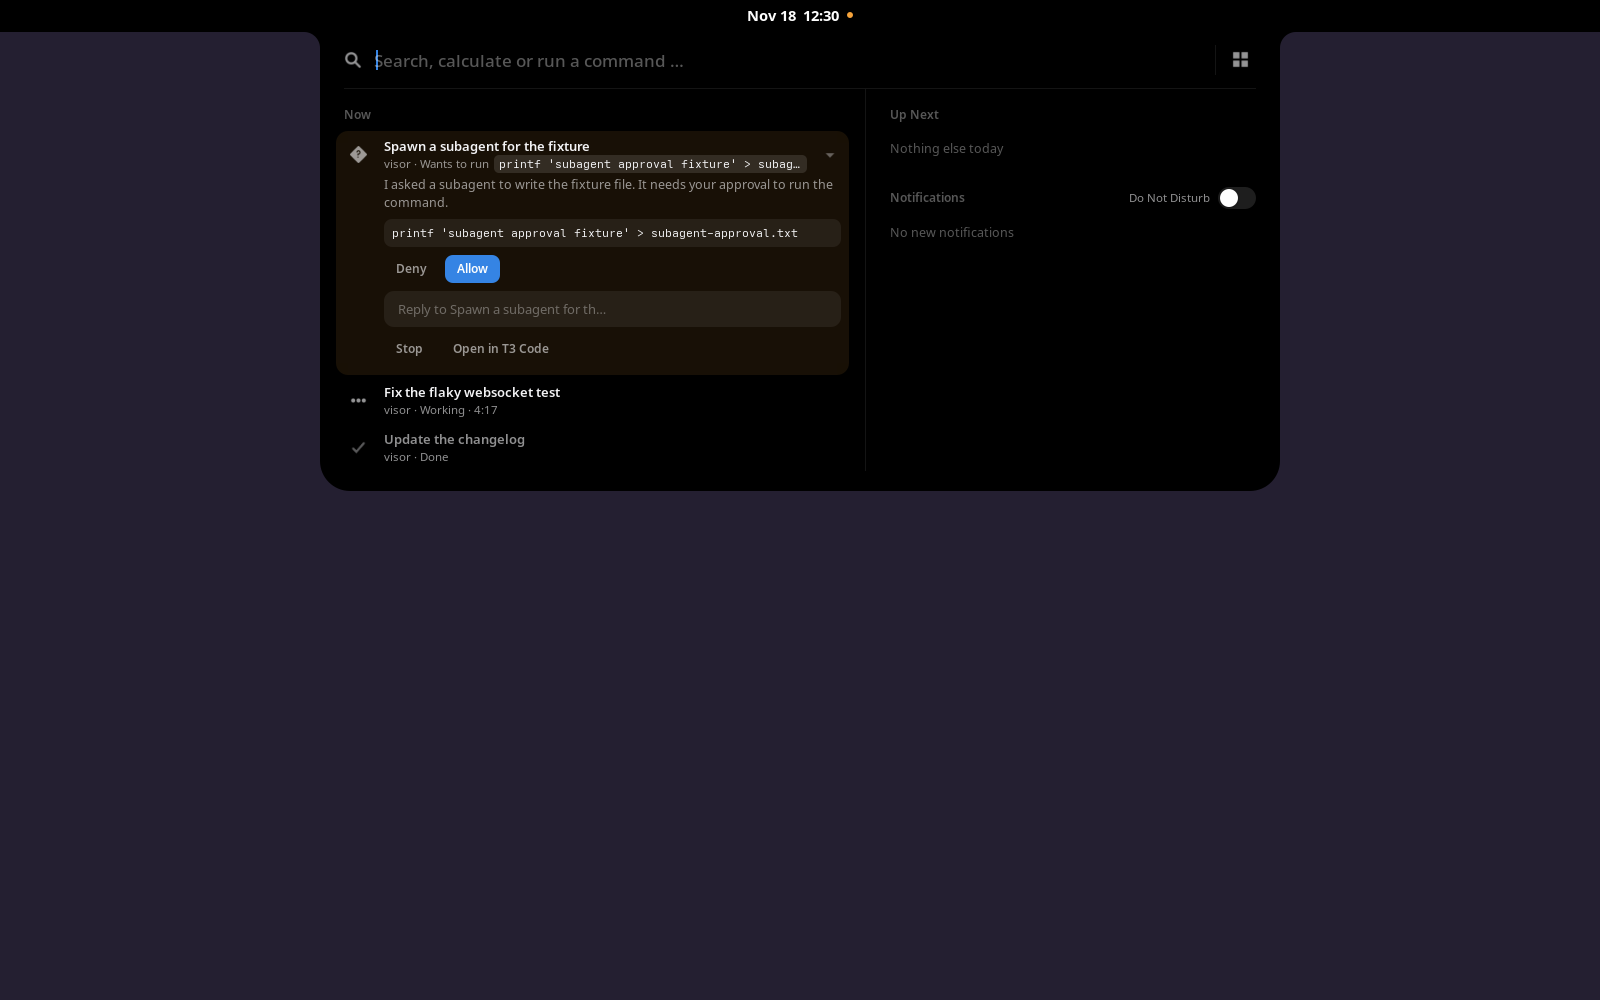 Nov 18 12:30
Search, calculate or run a command ...
Now
Spawn a subagent for the fixture
visor · Wants to run printf 'subagent approval fixture' > subag…
I asked a subagent to write the fixture file. It needs your approval to run the
command.
printf 'subagent approval fixture' > subagent-approval.txt
Deny
Allow
Reply to Spawn a subagent for th...
Stop
Open in T3 Code
Fix the flaky websocket test
visor · Working · 4:17
Update the changelog
visor · Done
Up Next
Nothing else today
Notifications
Do Not Disturb
No new notifications